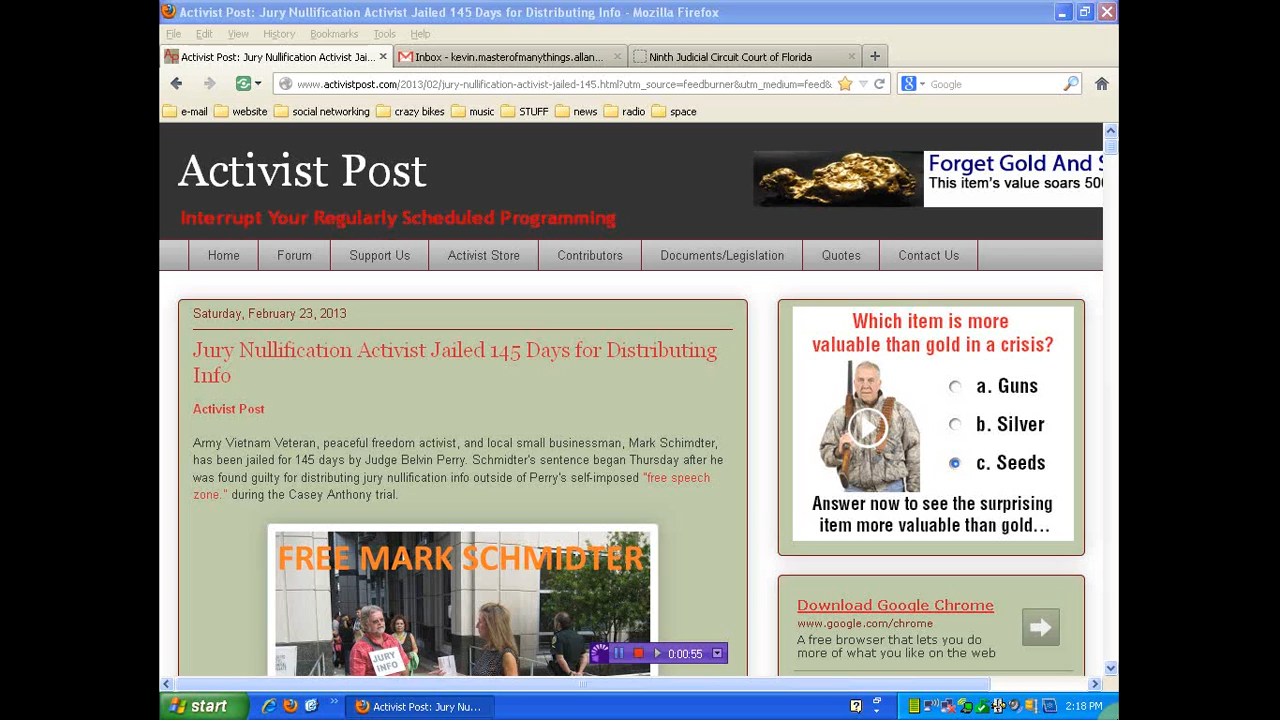 Activist Post: Jury Nullification Activist Jailed 145 Days for Distributing Info - Mozilla Firefox
File Edit View History Bookmarks Tools Help
Activist Post: Jury Nullification Activist Jai... Inbox - kevin.masterofmanythings.allan... Ninth Judicial Circuit Court of Florida
www.activistpost.com/2013/02/jury-nullification-activist-jailed-145.html?utm_source=feedburner&utm_medium=feed& Google
e-mail website social networking crazy bikes music STUFF news radio space
Activist Post
Interrupt Your Regularly Scheduled Programming
Forget Gold And S
This item's value soars 500
Home Forum Support Us Activist Store Contributors Documents/Legislation Quotes Contact Us
Saturday, February 23, 2013
Jury Nullification Activist Jailed 145 Days for Distributing
Info
Activist Post
Army Vietnam Veteran, peaceful freedom activist, and local small businessman, Mark Schimdter,
has been jailed for 145 days by Judge Belvin Perry. Schmidter's sentence began Thursday after he
was found guilty for distributing jury nullification info outside of Perry's self-imposed "free speech
zone." during the Casey Anthony trial.
FREE MARK SCHMIDTER
JURY
INFO
0:00:55
Which item is more
valuable than gold in a crisis?
a. Guns
b. Silver
c. Seeds
Answer now to see the surprising
item more valuable than gold...
Download Google Chrome
www.google.com/chrome
A free browser that lets you do
more of what you like on the web
start Activist Post: Jury Nu... 2:18 PM